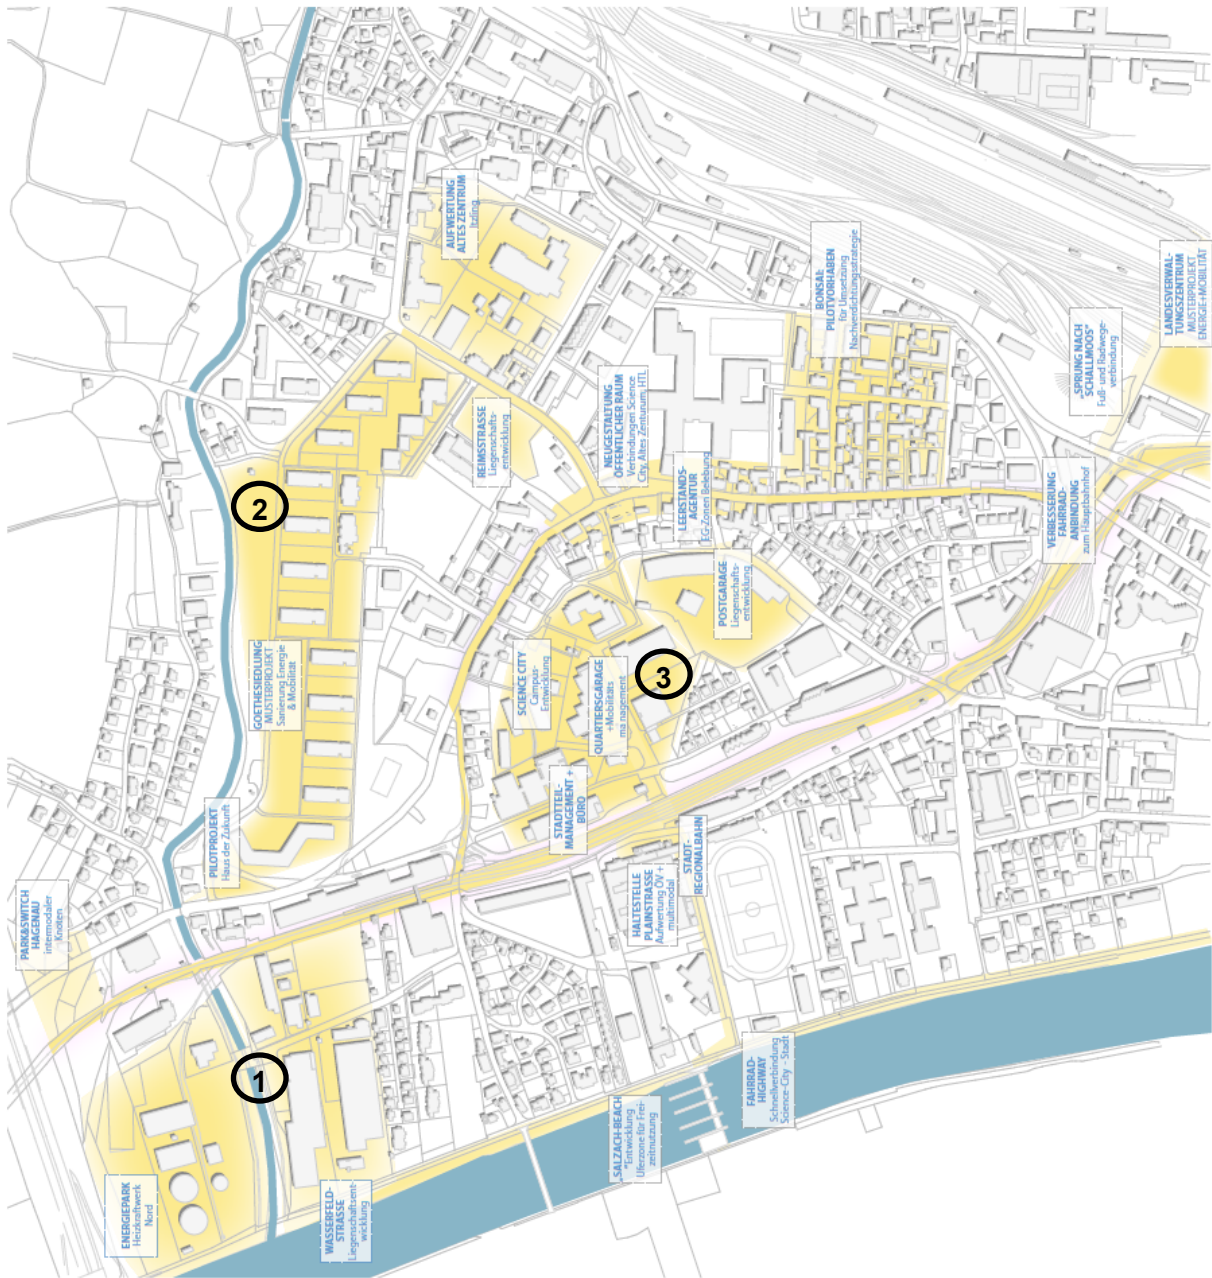 AUFWERTUNG
ALTES ZENTRUM
Itzling
BONSAI:
PILOTVORHABEN
für Umsetzung
Nachverdichtungsstrategie
LANDESVERWAL-
TUNGSZENTRUM
MUSTERPROJEKT
ENERGIE+MOBILITÄT
„SPRUNG NACH
SCHALLMOOS"
Fuß- und Radwege-
verbindung
REIMSSTRASSE
Liegenschafts-
entwicklung
NEUGESTALTUNG
ÖFFENTLICHER RAUM
Verbindungen Science
City, Altes Zenturum, HTL
LEERSTANDS-
AGENTUR
EG-Zonen Belebung
VERBESSERUNG
FAHRRAD-
ANBINDUNG
zum Hauptbahnhof
2
POSTGARAGE
Liegenschafts-
entwicklung
GOETHESIEDLUNG
MUSTERPROJEKT
Sanierung Energie
& Mobilität
SCIENCE CITY
Campus-
Entwicklung
QUARTIERSGARAGE
+Mobilitäts
ma nagement
3
STADTTEIL-
MANAGEMENT +
BÜRO
PILOTPROJEKT
Haus der Zukunft
STADT-
REGIONALBAHN
HALTESTELLE
PLAINSTRASSE
Aufwertung ÖV +
multimodal
PARK&SWITCH
HAGENAU
intermodaler
Knoten
1
FAHRRAD-
HIGHWAY
Schnellverbindung
Science-City - Stadt
„SALZACH-BEACH
"Entwicklung
Uferzone für Frei-
zeitnutzung
ENERGIEPARK
Heizkraftwerk
Nord
WASSERFELD-
STRASSE
Liegenschaftsent-
wicklung